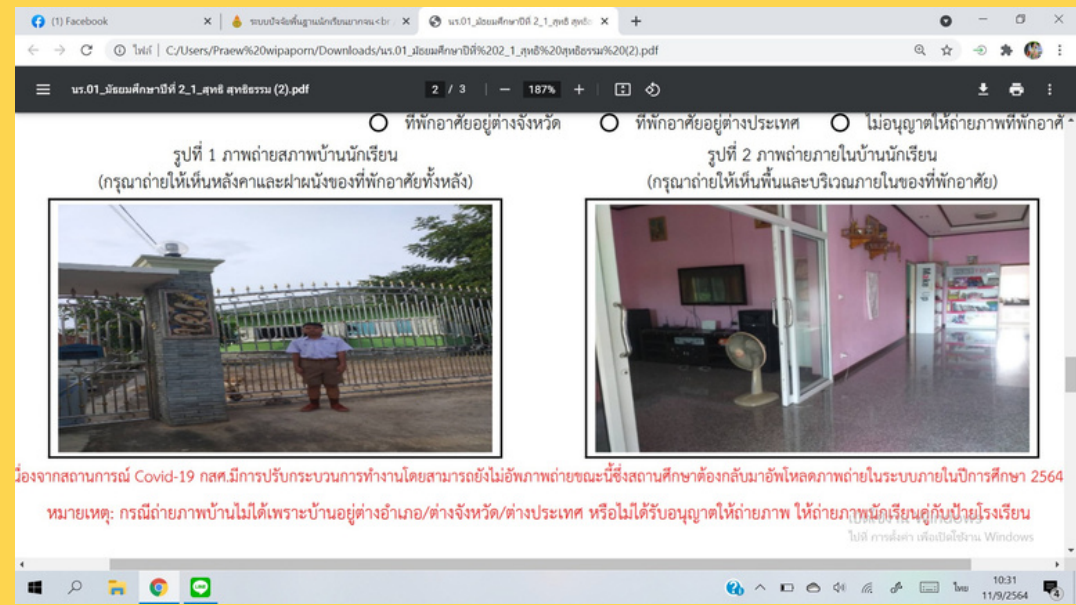 (1) Facebook
ระบบปัจจัยพื้นฐานนักเรียนยากจน<br
นร.01_มัธยมศึกษาปีที่ 2_1_สุทธิ สุทธิ
ไฟล์ | C:/Users/Praew%20wipaporn/Downloads/นร.01_มัธยมศึกษาปีที่%202_1_สุทธิ%20สุทธิธรรม%20(2).pdf
นร.01_มัธยมศึกษาปีที่ 2_1_สุทธิ สุทธิธรรม (2).pdf 2 / 3 | — 187% +
ที่พักอาศัยอยู่ต่างจังหวัด ที่พักอาศัยอยู่ต่างประเทศ ไม่อนุญาตให้ถ่ายภาพที่พักอาศั
รูปที่ 1 ภาพถ่ายสภาพบ้านนักเรียน
(กรุณาถ่ายให้เห็นหลังคาและฝาผนังของที่พักอาศัยทั้งหลัง)
รูปที่ 2 ภาพถ่ายภายในบ้านนักเรียน
(กรุณาถ่ายให้เห็นพื้นและบริเวณภายในของที่พักอาศัย)
นื่องจากสถานการณ์ Covid-19 กสศ.มีการปรับกระบวนการทำงานโดยสามารถยังไม่อัพภาพถ่ายขณะนี้ซึ่งสถานศึกษาต้องกลับมาอัพโหลดภาพถ่ายในระบบภายในปีการศึกษา 2564
หมายเหตุ: กรณีถ่ายภาพบ้านไม่ได้เพราะบ้านอยู่ต่างอำเภอ/ต่างจังหวัด/ต่างประเทศ หรือไม่ได้รับอนุญาตให้ถ่ายภาพ ให้ถ่ายภาพนักเรียนคู่กับป้ายโรงเรียน
เปิดใช้งาน Windows
ไปที่ การตั้งค่า เพื่อเปิดใช้งาน Windows
ไทย 10:31
11/9/2564